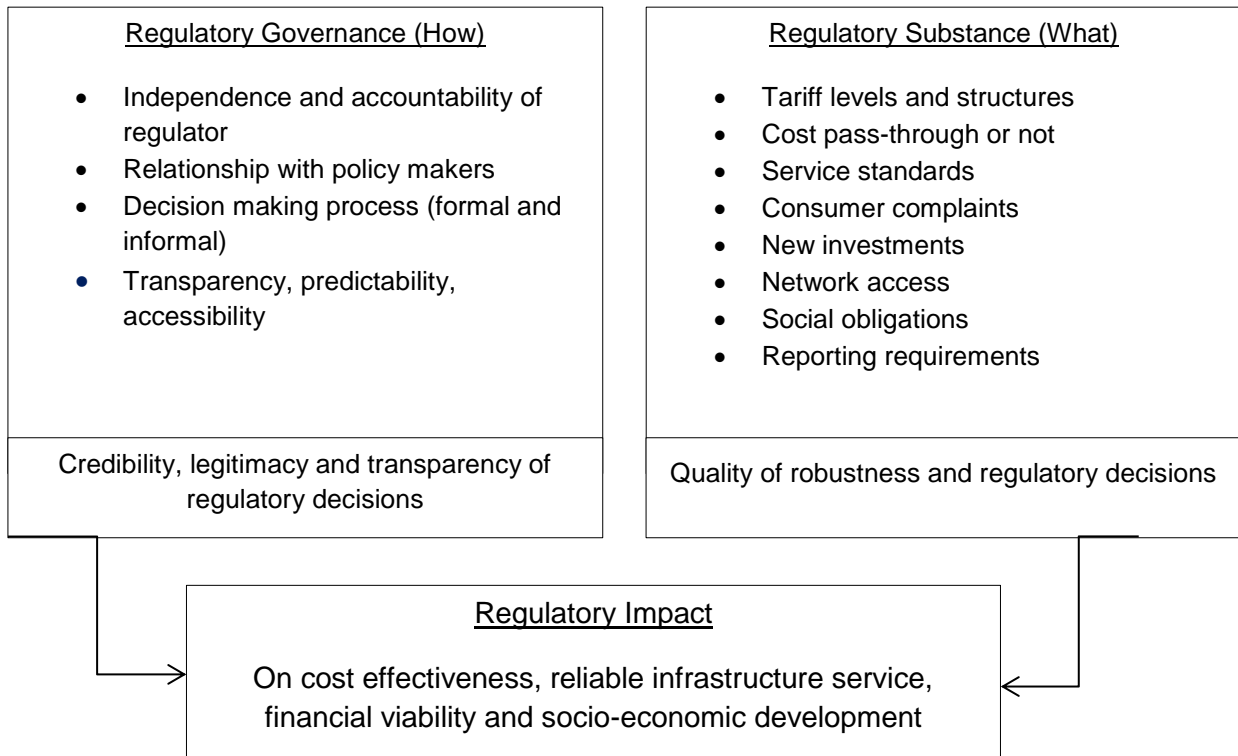 Regulatory Governance (How)
• Independence and accountability of
regulator
• Relationship with policy makers
• Decision making process (formal and
informal)
• Transparency, predictability,
accessibility
Credibility, legitimacy and transparency of
regulatory decisions
Regulatory Substance (What)
• Tariff levels and structures
• Cost pass-through or not
• Service standards
• Consumer complaints
• New investments
• Network access
• Social obligations
• Reporting requirements
Quality of robustness and regulatory decisions
Regulatory Impact
On cost effectiveness, reliable infrastructure service,
financial viability and socio-economic development